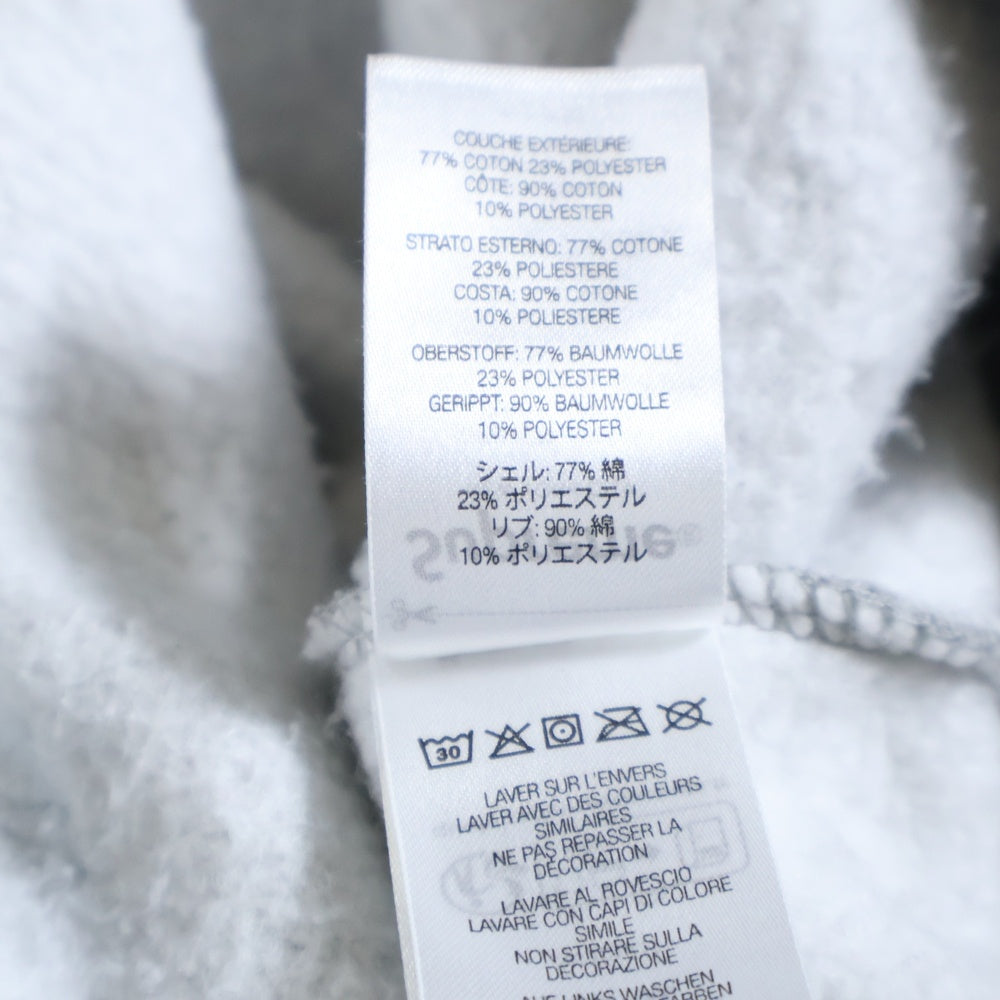 COUCHE EXTÉRIEURE:
77% COTON 23% POLYESTER
CÔTE: 90% COTON
10% POLYESTER
STRATO ESTERNO: 77% COTONE
23% POLIESTERE
COSTA: 90% COTONE
10% POLIESTERE
OBERSTOFF: 77% BAUMWOLLE
23% POLYESTER
GERIPPT: 90% BAUMWOLLE
10% POLYESTER
シェル: 77% 綿
23% ポリエステル
リブ: 90% 綿
10% ポリエステル
30
LAVER SUR L'ENVERS
LAVER AVEC DES COULEURS
SIMILAIRES
NE PAS REPASSER LA
DÉCORATION
LAVARE AL ROVESCIO
LAVARE CON CAPI DI COLORE
SIMILE
NON STIRARE SULLA
DECORAZIONE
AUF LINKS WASCHEN
FARBEN